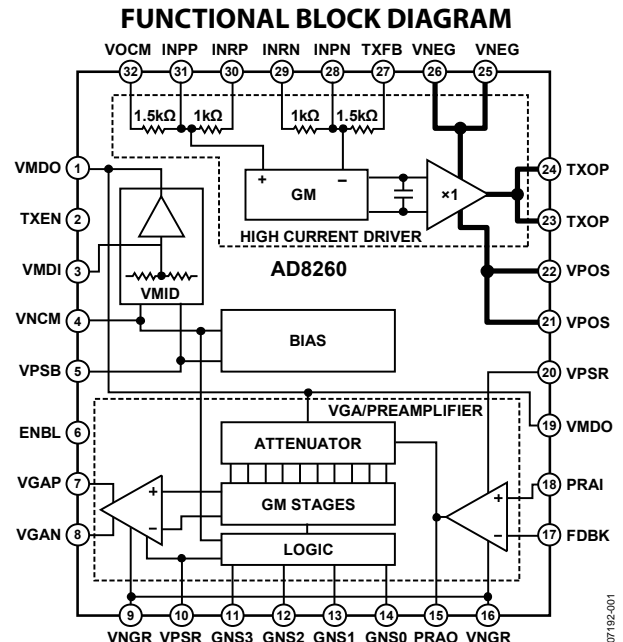 FUNCTIONAL BLOCK DIAGRAM
VOCM INPP INRP INRN INPN TXFB VNEG VNEG
32 31 30 29 28 27 26 25
1.5kΩ 1kΩ 1kΩ 1.5kΩ
VMDO 1
+ −
GM
×1
24 TXOP
TXEN 2
23 TXOP
HIGH CURRENT DRIVER
VMDI 3
AD8260
22 VPOS
VMID
VNCM 4
21 VPOS
BIAS
VPSB 5
20 VPSR
VGA/PREAMPLIFIER
ENBL 6
19 VMDO
ATTENUATOR
VGAP 7
+
GM STAGES
+
18 PRAI
VGAN 8
−
−
17 FDBK
LOGIC
9 10 11 12 13 14 15 16
VNGR VPSR GNS3 GNS2 GNS1 GNS0 PRAO VNGR
07192-001